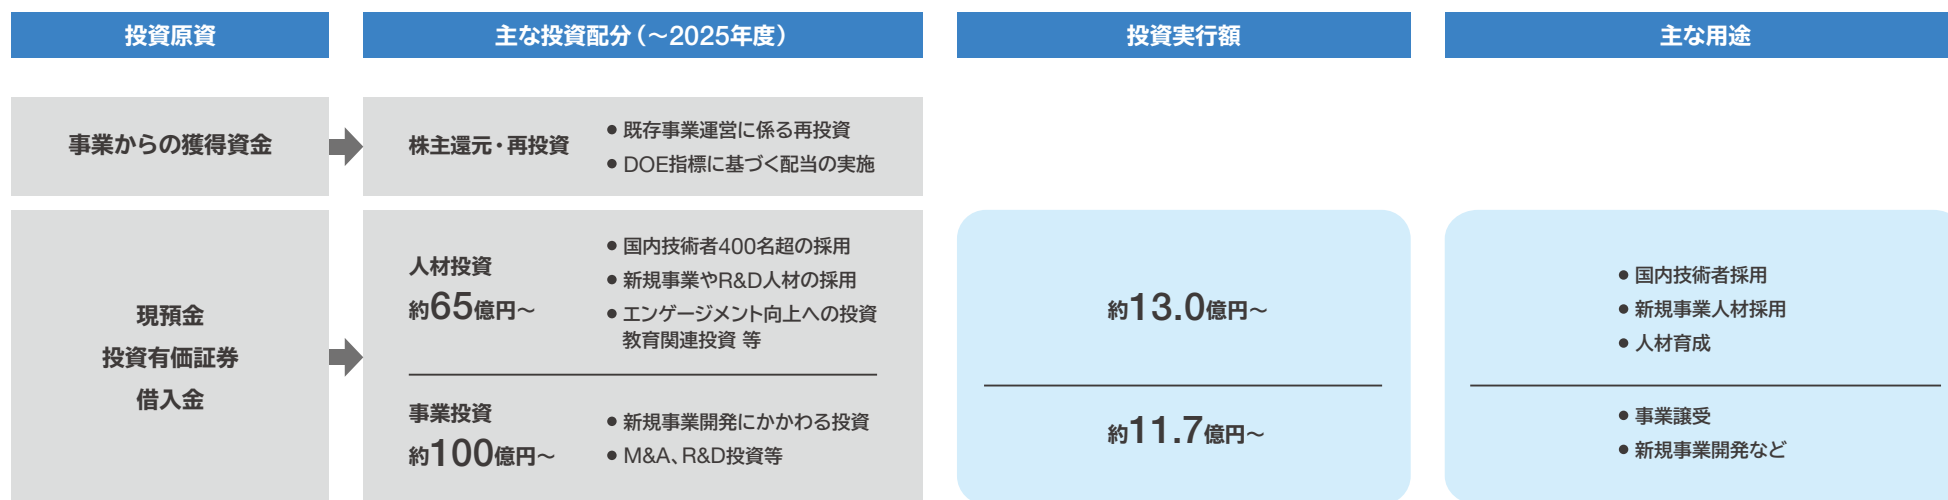 投資原資
主な投資配分（～2025年度）
投資実行額
主な用途
事業からの獲得資金
株主還元・再投資
● 既存事業運営に係る再投資
● DOE指標に基づく配当の実施
現預金
投資有価証券
借入金
人材投資
約65億円～
● 国内技術者400名超の採用
● 新規事業やR&D人材の採用
● エンゲージメント向上への投資
教育関連投資 等
約13.0億円～
● 国内技術者採用
● 新規事業人材採用
● 人材育成
事業投資
約100億円～
● 新規事業開発にかかわる投資
● M&A、R&D投資等
約11.7億円～
● 事業譲受
● 新規事業開発など